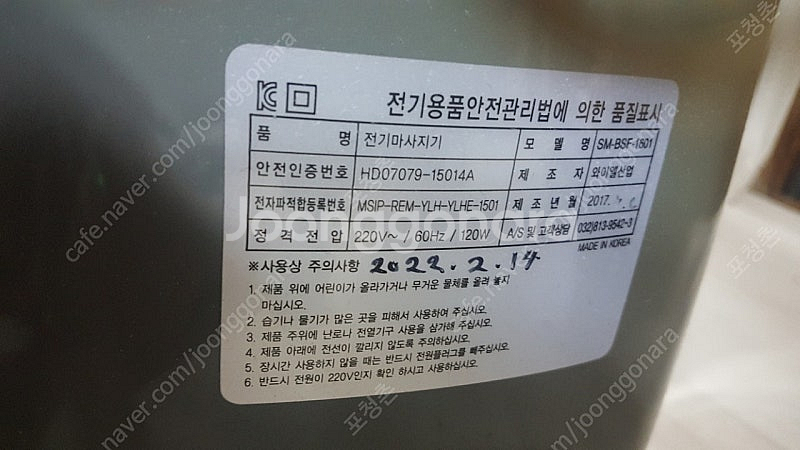 전기용품안전관리법에 의한 품질표시
품 명 전기마사지기 모 델 명 SM-BSF-1601
안전인증번호 HD07079-15014A 제 조 자 와이엘산업
전자파적합등록번호 MSIP-REM-YLH-YLHE-1501 제 조 년 월 2017.
정 격 전 압 220V~ / 60Hz / 120W A/S 및 고객상담 032)813-9542~3
MADE IN KOREA
※사용상 주의사항 2022.2.14
1. 제품 위에 어린이가 올라가거나 무거운 물체를 올려 놓지
마십시오.
2. 습기나 물기가 많은 곳을 피해서 사용하여 주십시오.
3. 제품 주위에 난로나 전열기구 사용을 삼가해 주십시오.
4. 제품 아래에 전선이 깔리지 않도록 주의하십시오.
5. 장시간 사용하지 않을 때는 반드시 전원플러그를 빼주십시오.
6. 반드시 전원이 220V인지 확인 하시고 사용하십시오.
Joonggonara
cafe.naver.com/joonggonara
포청촌